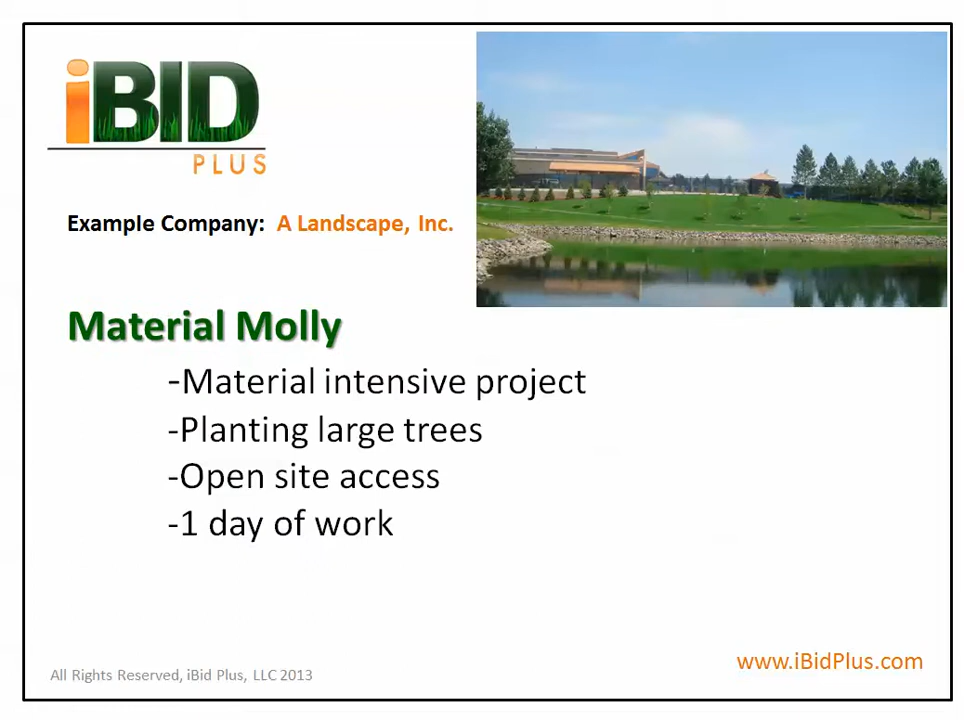 iBID
PLUS
Example Company: A Landscape, Inc.
Material Molly
-Material intensive project
-Planting large trees
-Open site access
-1 day of work
All Rights Reserved, iBid Plus, LLC 2013
www.iBidPlus.com